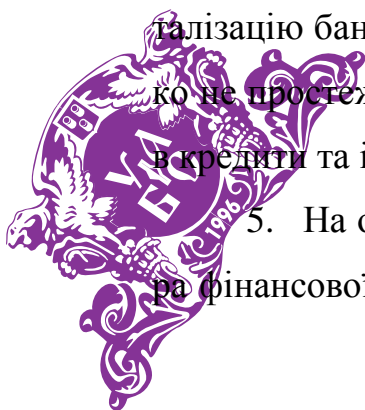 талізацію бан
ко не простеж
в кредити та і
5. На о
ра фінансової
УАБС
1996